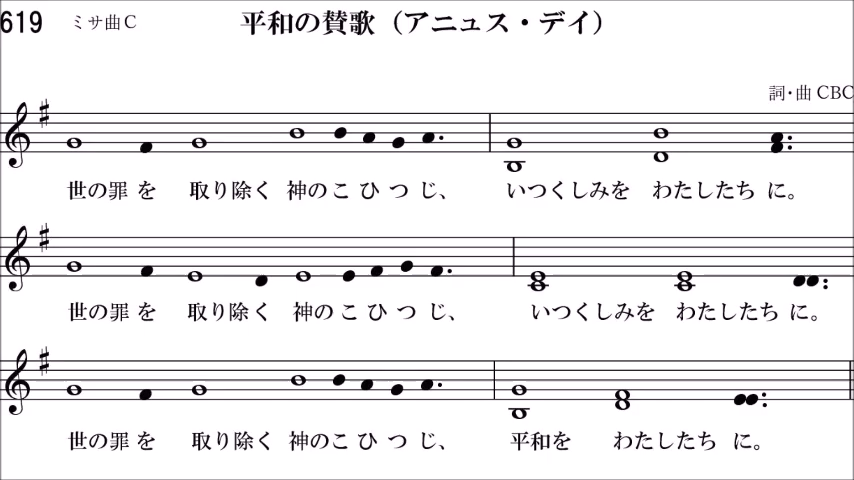 619 ミサ曲C 平和の賛歌（アニュス・デイ）
詞・曲 CBC
世の罪を 取り除く 神のこひつじ、 いつくしみを わたしたち に。
世の罪を 取り除く 神のこひつじ、 いつくしみを わたしたち に。
世の罪を 取り除く 神のこひつじ、 平和を わたしたち に。